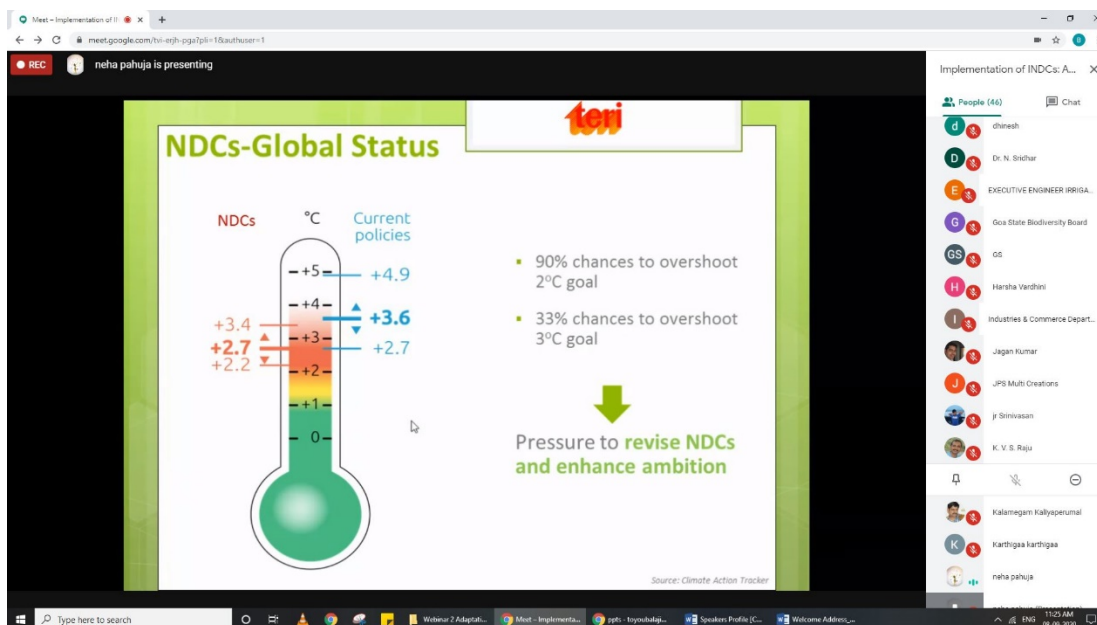 Meet – Implementation of II
meet.google.com/tvi-erjh-pga?pli=1&authuser=1
REC
neha pahuja is presenting
teri
NDCs-Global Status
NDCs
°C
Current
policies
+5
+4.9
+4
+3.6
+3.4
+3
+2.7
+2.7
+2.2
+2
+1
0
90% chances to overshoot
2°C goal
33% chances to overshoot
3°C goal
Pressure to revise NDCs
and enhance ambition
Source: Climate Action Tracker
Implementation of INDCs: A...
People (46)
Chat
d
dhinesh
D
Dr. N. Sridhar
E
EXECUTIVE ENGINEER IRRIGA...
G
Goa State Biodiversity Board
GS
GS
H
Harsha Vardhini
I
Industries & Commerce Depart...
Jagan Kumar
J
JPS Multi Creations
jr Srinivasan
K. V. S. Raju
Kalamegam Kaliyaperumal
K
Karthigaa karthigaa
neha pahuja
Type here to search
Webinar 2 Adaptati...
Meet – Implementa...
ppts - toyoubalaji...
Speakers Profile [C...
Welcome Address_...
ENG
11:25 AM
08-09-2020